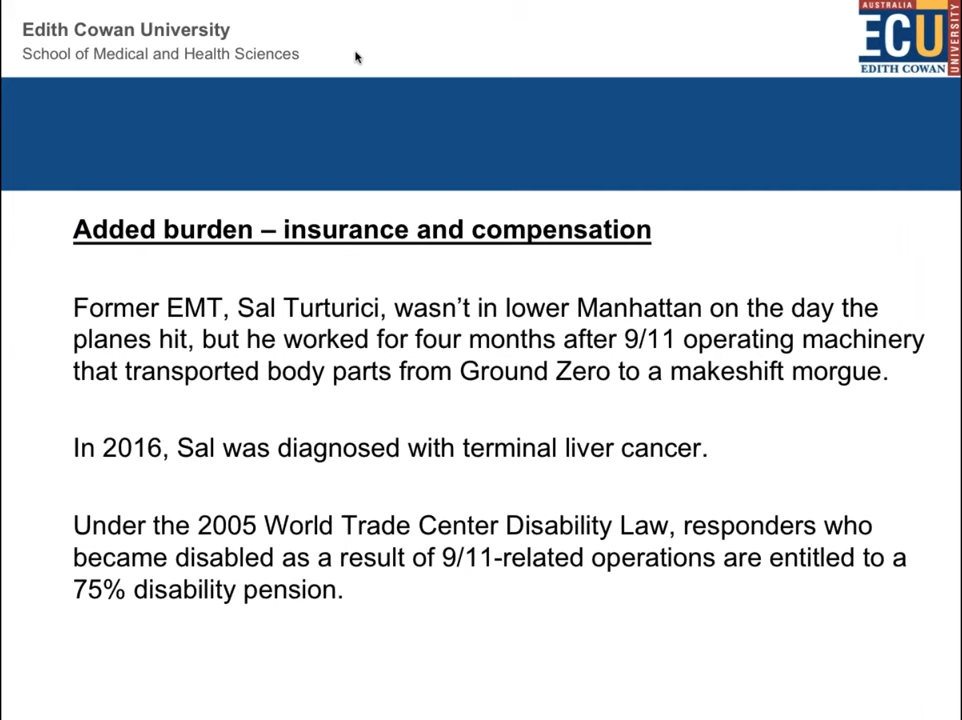 Edith Cowan University
School of Medical and Health Sciences
AUSTRALIA
ECU
EDITH COWAN
UNIVERSITY
Added burden – insurance and compensation
Former EMT, Sal Turturici, wasn’t in lower Manhattan on the day the
planes hit, but he worked for four months after 9/11 operating machinery
that transported body parts from Ground Zero to a makeshift morgue.
In 2016, Sal was diagnosed with terminal liver cancer.
Under the 2005 World Trade Center Disability Law, responders who
became disabled as a result of 9/11-related operations are entitled to a
75% disability pension.